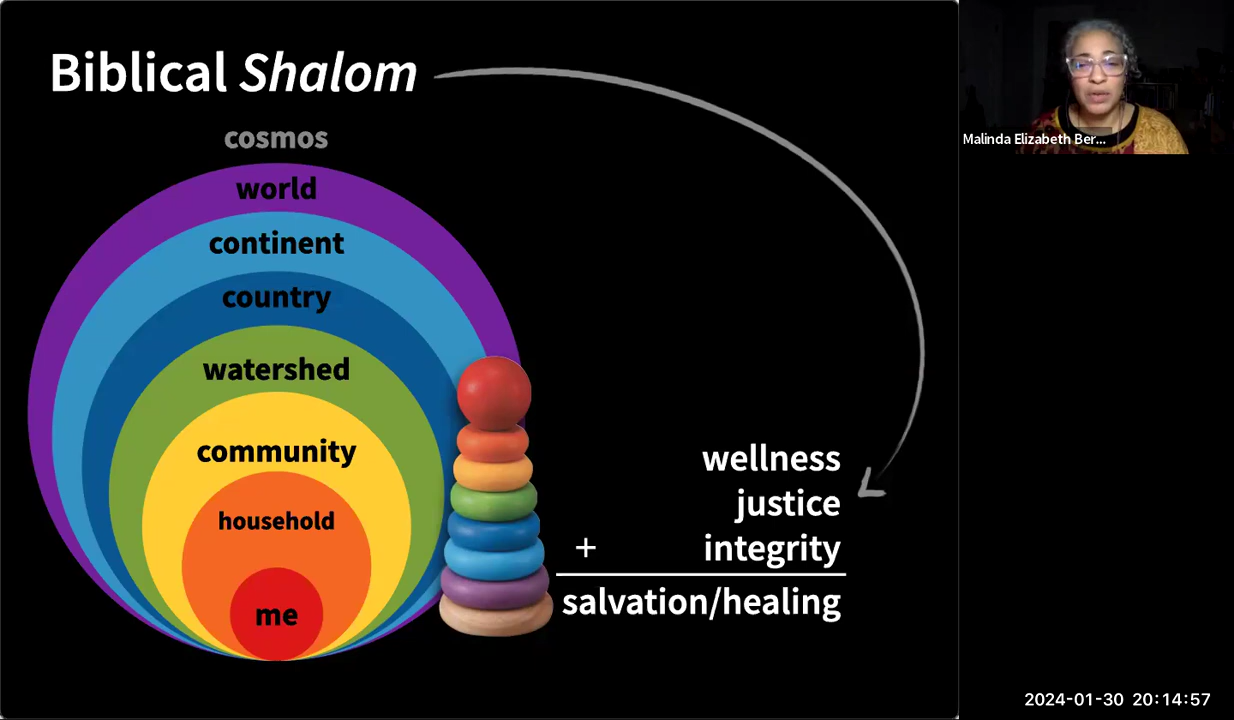 Biblical Shalom
cosmos
world
continent
country
watershed
community
household
me
wellness
justice
+ integrity
salvation/healing
Malinda Elizabeth Ber...
2024-01-30 20:14:57